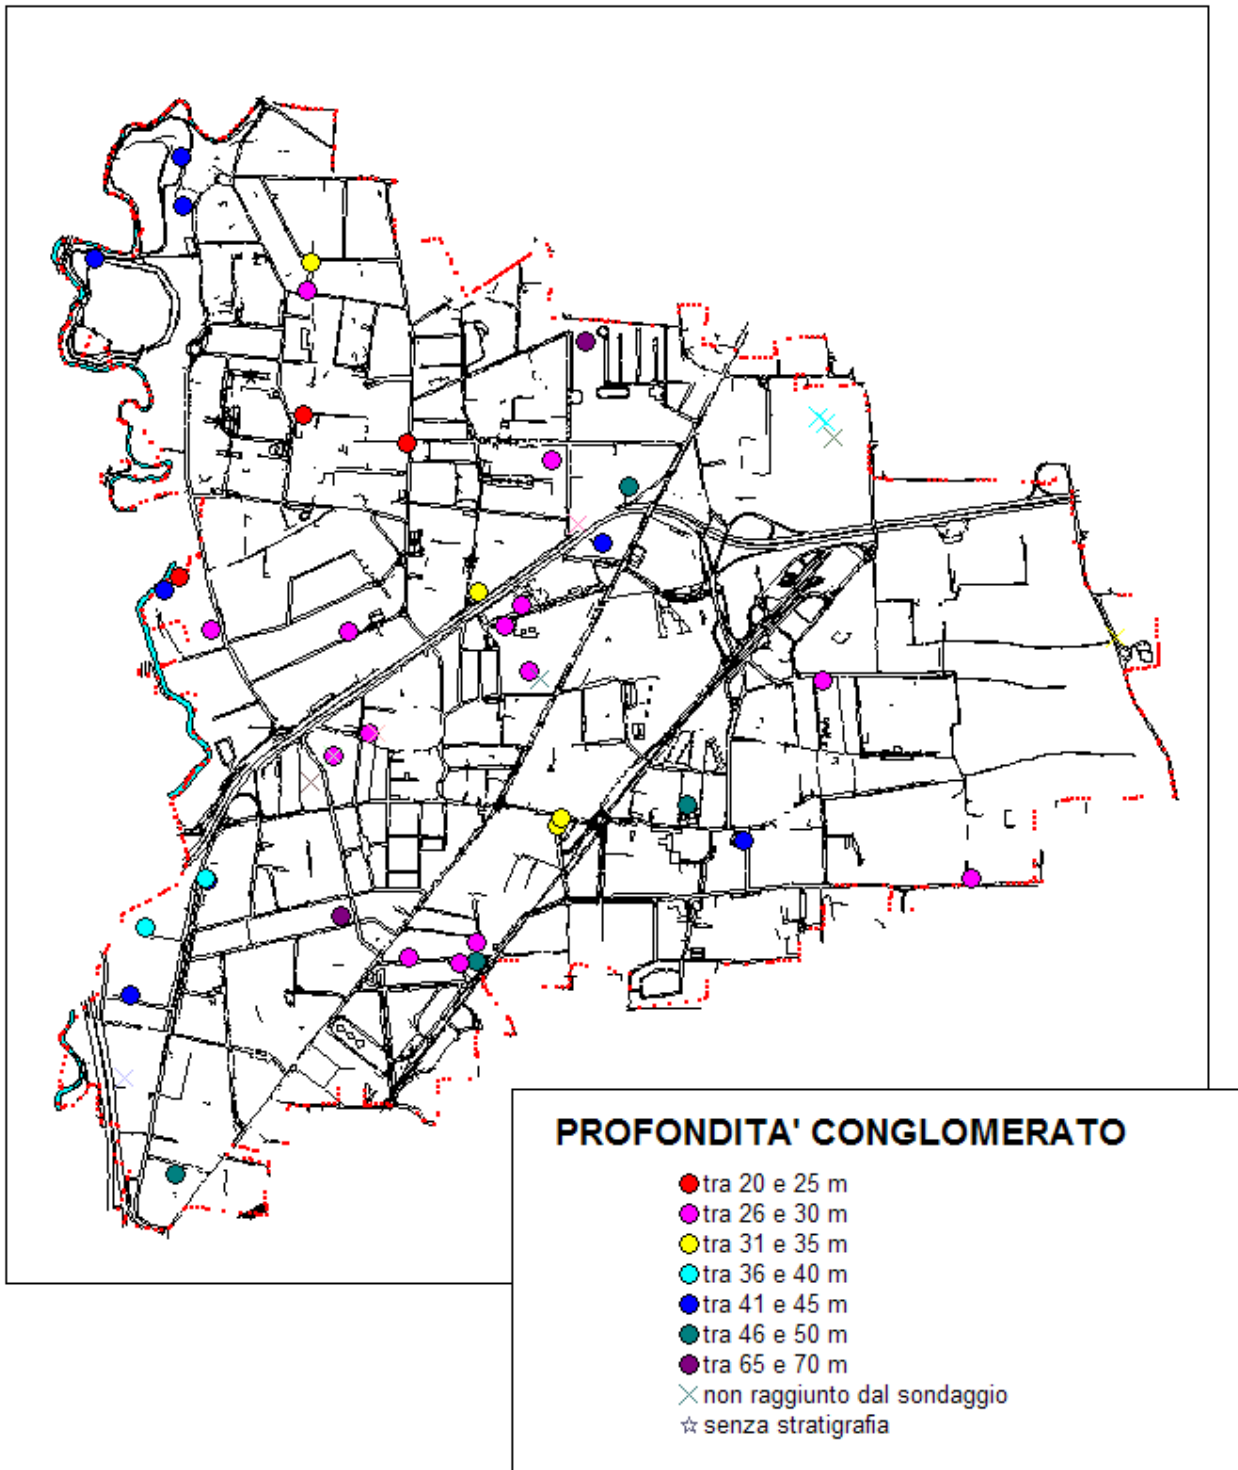 PROFONDITA' CONGLOMERATO
tra 20 e 25 m
tra 26 e 30 m
tra 31 e 35 m
tra 36 e 40 m
tra 41 e 45 m
tra 46 e 50 m
tra 65 e 70 m
non raggiunto dal sondaggio
senza stratigrafia